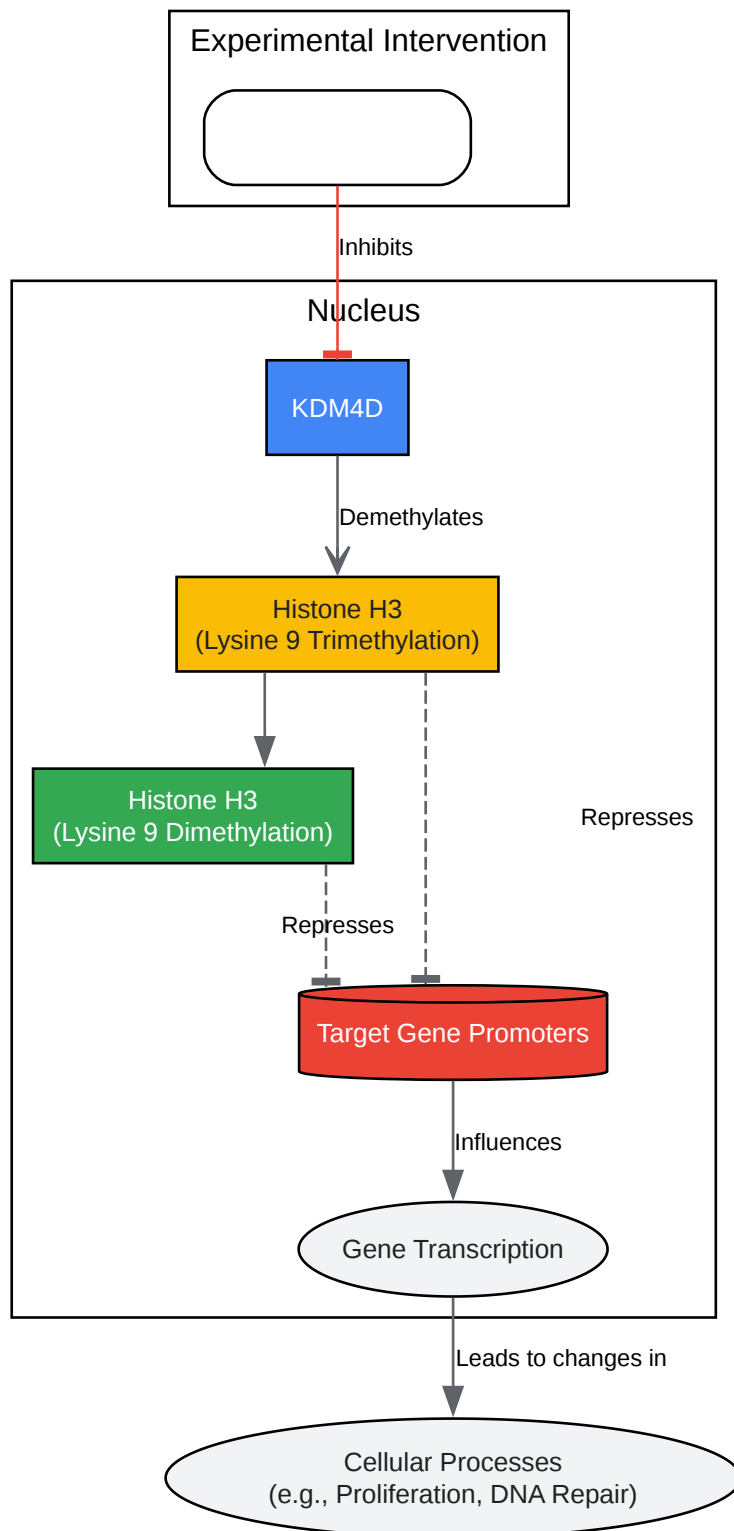 Experimental Intervention
Inhibits
Nucleus
KDM4D
Demethylates
Histone H3
(Lysine 9 Trimethylation)
Histone H3
(Lysine 9 Dimethylation)
Represses
Represses
Target Gene Promoters
Influences
Gene Transcription
Leads to changes in
Cellular Processes
(e.g., Proliferation, DNA Repair)